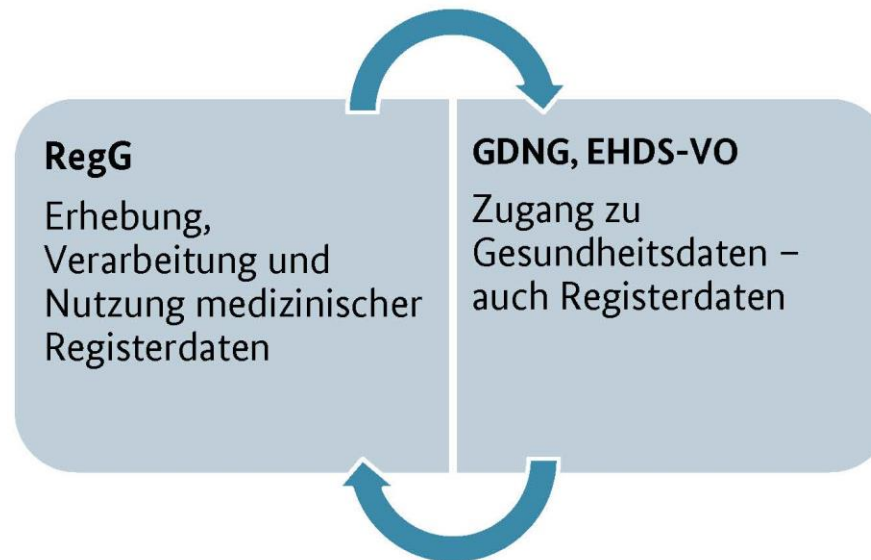 RegG
Erhebung,
Verarbeitung und
Nutzung medizinischer
Registerdaten
GDNG, EHDS-VO
Zugang zu
Gesundheitsdaten –
auch Registerdaten